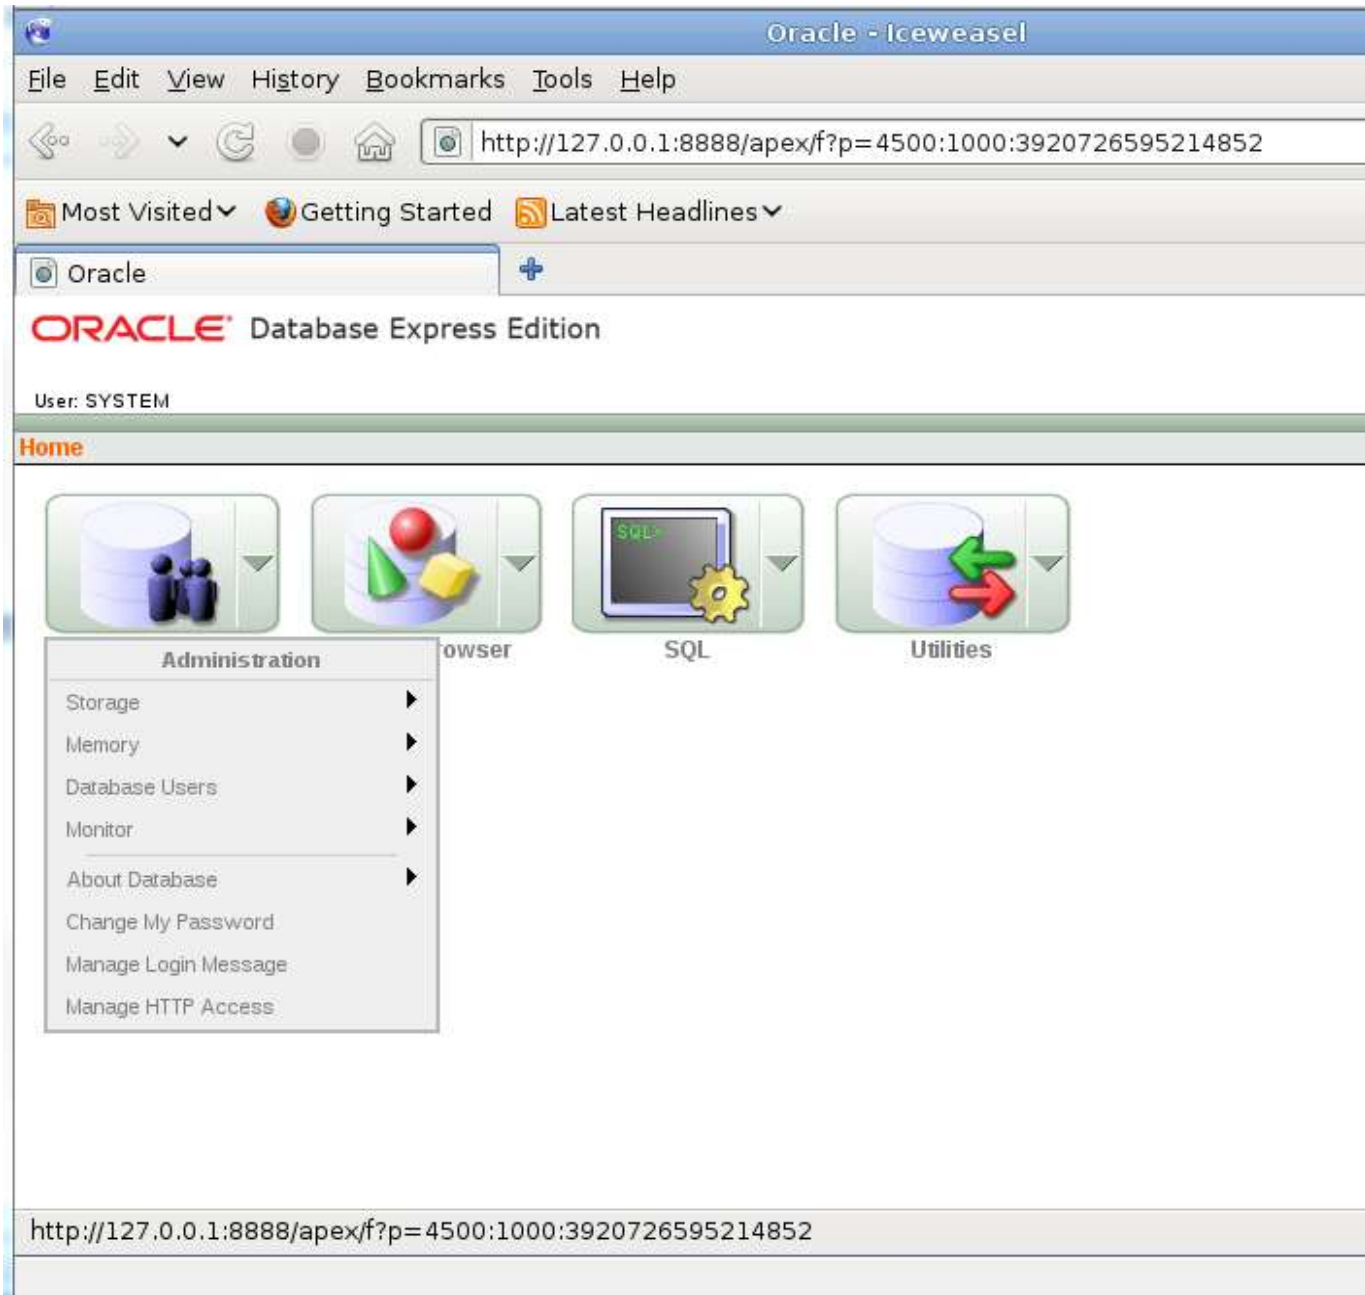 Oracle - Iceweasel
File Edit View History Bookmarks Tools Help
http://127.0.0.1:8888/apex/f?p=4500:1000:3920726595214852
Most Visited Getting Started Latest Headlines
Oracle
ORACLE Database Express Edition
User: SYSTEM
Home
SQL>
Administration
owser SQL Utilities
Storage
Memory
Database Users
Monitor
About Database
Change My Password
Manage Login Message
Manage HTTP Access
http://127.0.0.1:8888/apex/f?p=4500:1000:3920726595214852